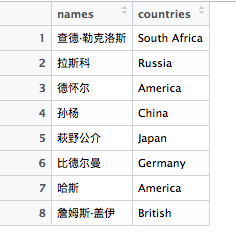 names countries
1 查德·勒克洛斯 South Africa
2 拉斯科 Russia
3 德怀尔 America
4 孙杨 China
5 萩野公介 Japan
6 比德尔曼 Germany
7 哈斯 America
8 詹姆斯·盖伊 British